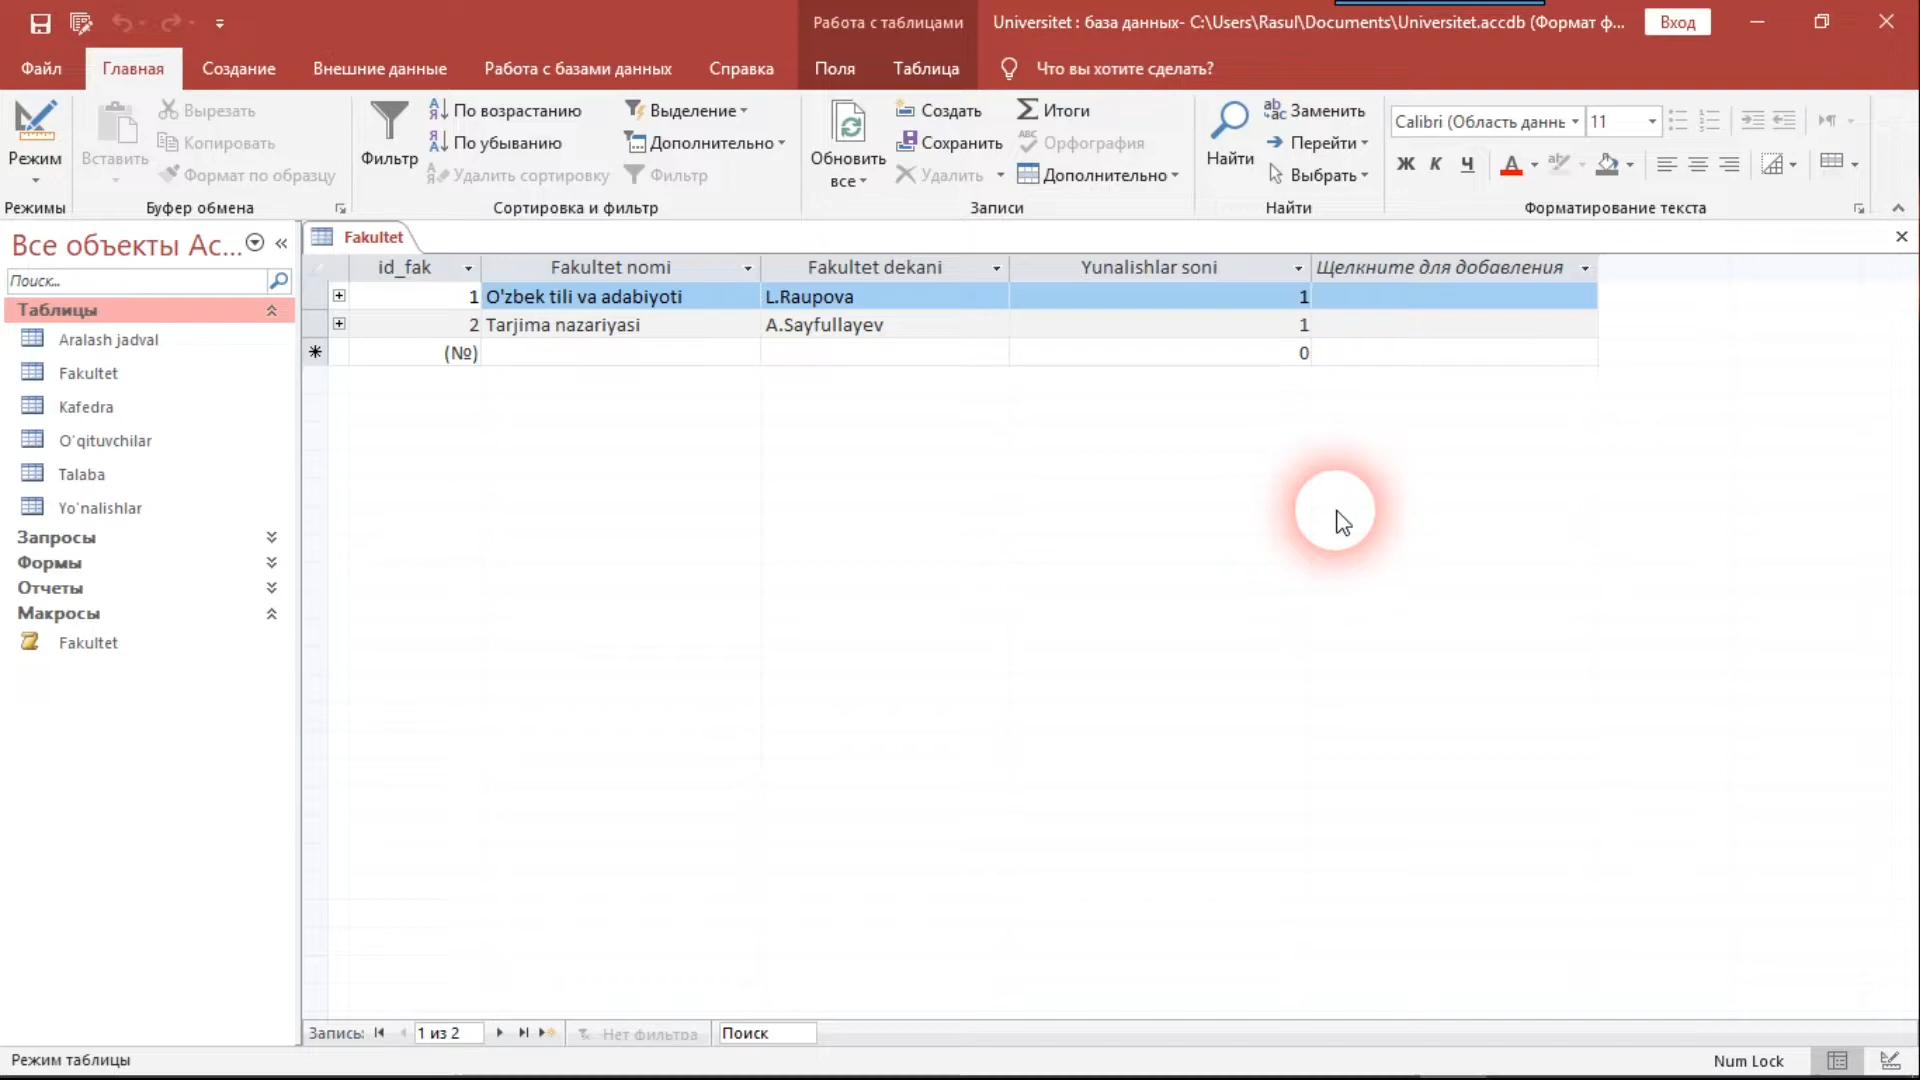 Работа с таблицами
Universitet : база данных- C:\Users\Rasul\Documents\Universitet.accdb (Формат ф...
Вход
Файл
Главная
Создание
Внешние данные
Работа с базами данных
Справка
Поля
Таблица
Что вы хотите сделать?
Режим
Режимы
Вставить
Вырезать
Копировать
Формат по образцу
Буфер обмена
Фильтр
По возрастанию
По убыванию
Удалить сортировку
Выделение
Дополнительно
Фильтр
Сортировка и фильтр
Обновить
все
Создать
Сохранить
Удалить
Итоги
Орфография
Дополнительно
Записи
Найти
Заменить
Перейти
Выбрать
Найти
Calibri (Область даннь
11
Ж К Ч
Форматирование текста
Все объекты Ac...
Поиск...
Таблицы
Aralash jadval
Fakultet
Kafedra
O`qituvchilar
Talaba
Yo`nalishlar
Запросы
Формы
Отчеты
Макросы
Fakultet
Fakultet
id_fak Fakultet nomi Fakultet dekani Yunalishlar soni Щелкните для добавления
1 O'zbek tili va adabiyoti L.Raupova 1
2 Tarjima nazariyasi A.Sayfullayev 1
(№) 0
Запись: 1 из 2 Нет фильтра Поиск
Режим таблицы
Num Lock